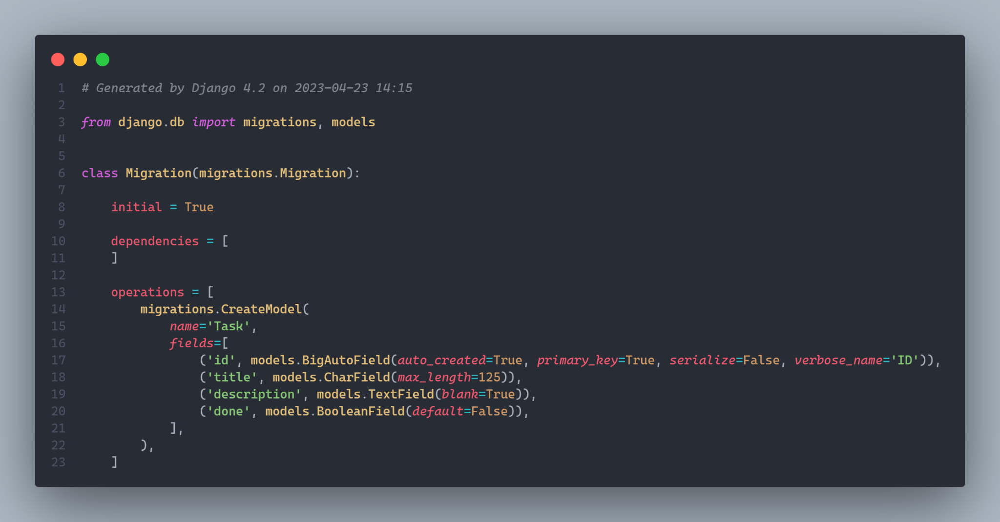 1 # Generated by Django 4.2 on 2023-04-23 14:15
2
3 from django.db import migrations, models
4
5
6 class Migration(migrations.Migration):
7
8     initial = True
9
10     dependencies = [
11     ]
12
13     operations = [
14         migrations.CreateModel(
15             name='Task',
16             fields=[
17                 ('id', models.BigAutoField(auto_created=True, primary_key=True, serialize=False, verbose_name='ID')),
18                 ('title', models.CharField(max_length=125)),
19                 ('description', models.TextField(blank=True)),
20                 ('done', models.BooleanField(default=False)),
21             ],
22         ),
23     ]